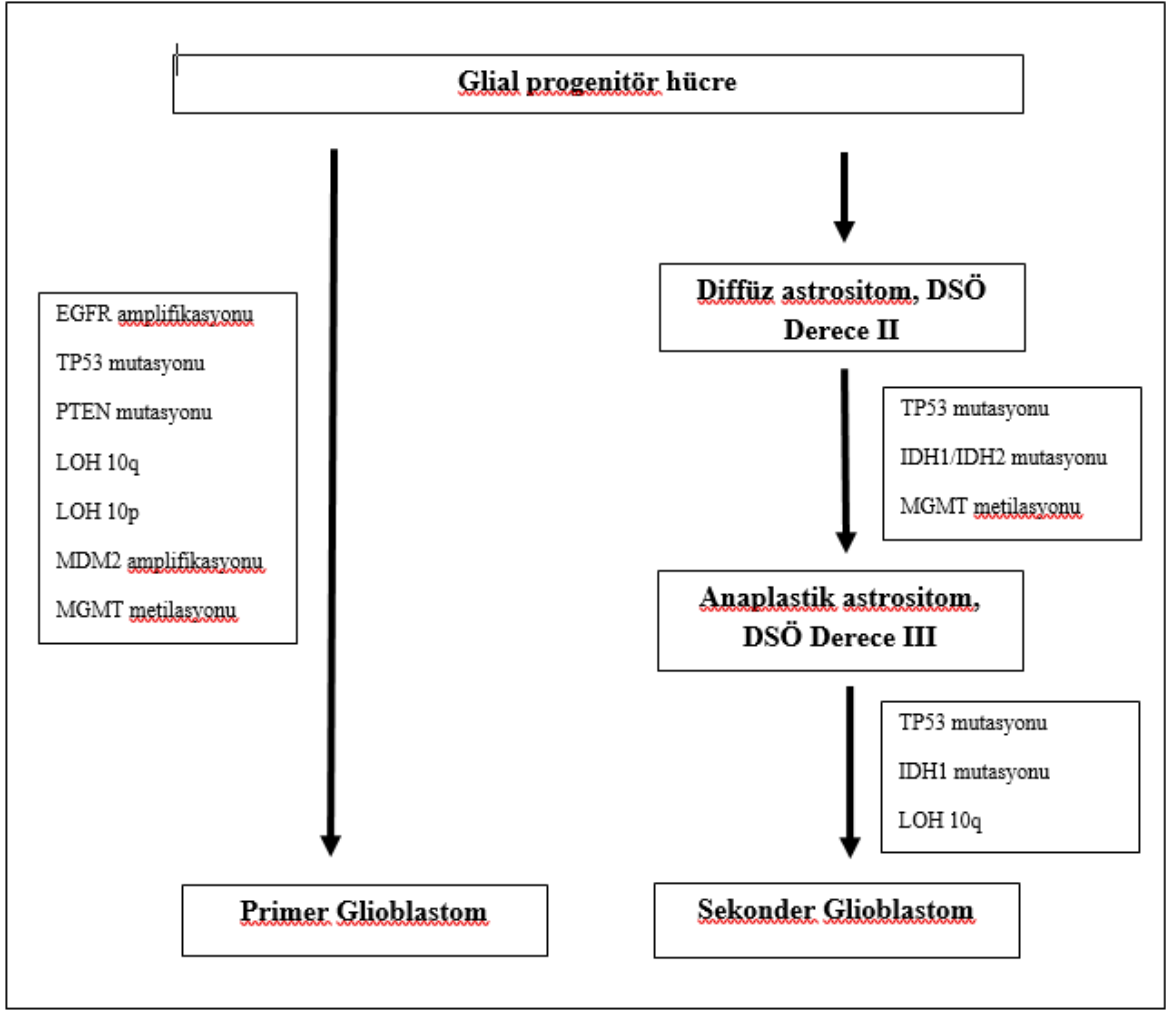 Glial progenitör hücre
EGFR amplifikasyonu
TP53 mutasyonu
PTEN mutasyonu
LOH 10q
LOH 10p
MDM2 amplifikasyonu
MGMT metilasyonu
Diffüz astrositom, DSÖ
Derece II
TP53 mutasyonu
IDH1/IDH2 mutasyonu
MGMT metilasyonu
Anaplastik astrositom,
DSÖ Derece III
TP53 mutasyonu
IDH1 mutasyonu
LOH 10q
Primer Glioblastom
Sekonder Glioblastom